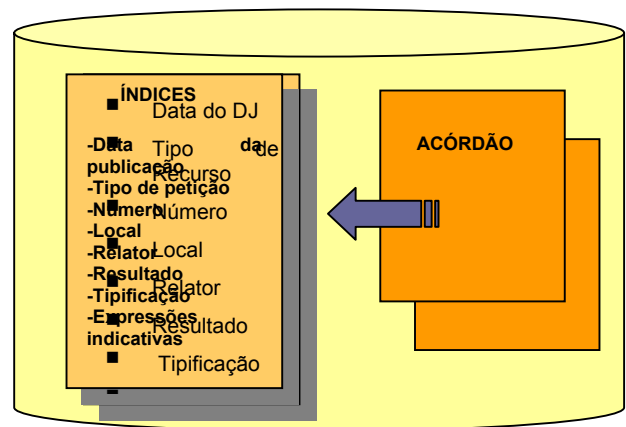 ÍNDICES
-Data da
publicação
-Tipo de petição
-Número
-Local
-Relator
-Resultado
-Tipificação
-Expressões
indicativas
Data do DJ
Tipo de
Recurso
Número
Local
Relator
Resultado
Tipificação
ACÓRDÃO